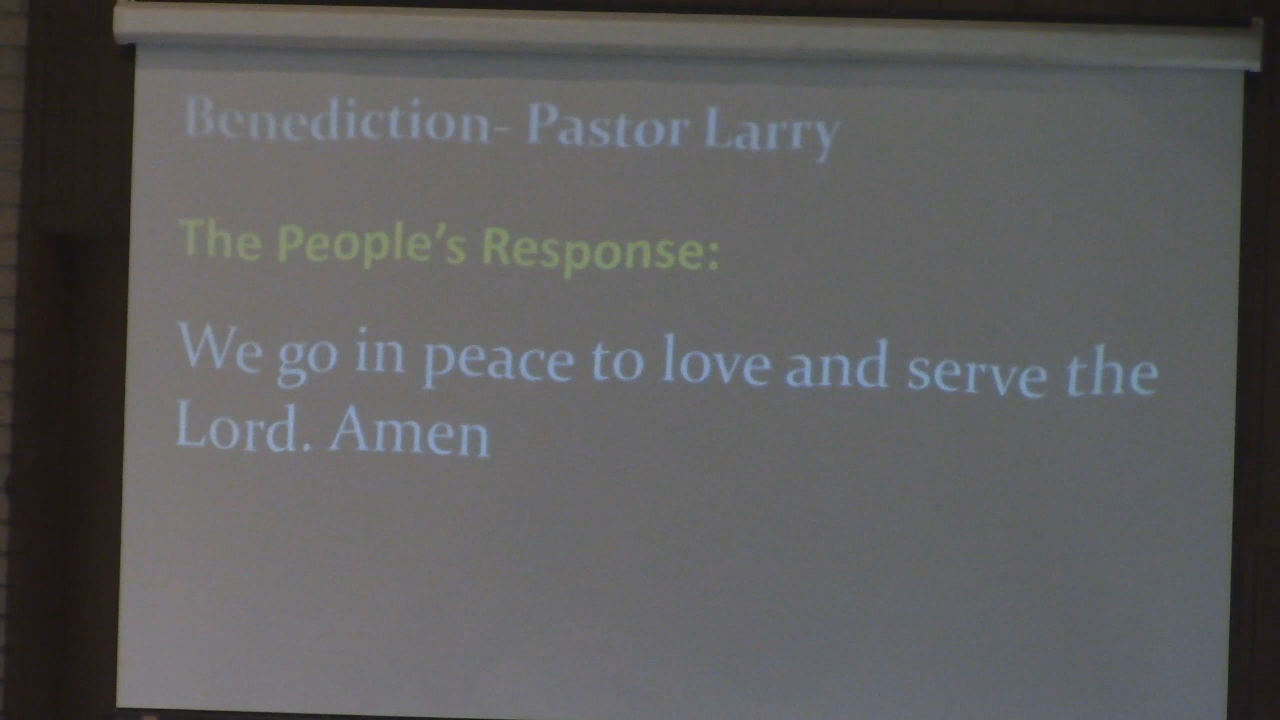 Benediction- Pastor Larry
The People's Response:
We go in peace to love and serve the
Lord. Amen